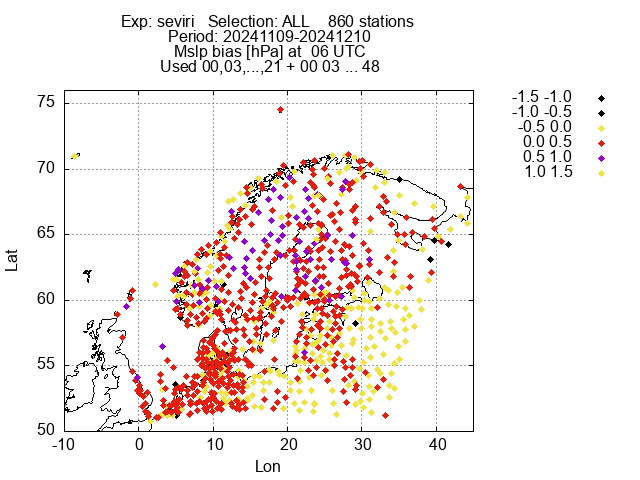 Exp: seviri   Selection: ALL    860 stations
Period: 20241109-20241210
Mslp bias [hPa] at  06 UTC
Used 00,03,...,21 + 00 03 ... 48
-1.5 -1.0
-1.0 -0.5
-0.5 0.0
0.0 0.5
0.5 1.0
1.0 1.5
75
70
65
60
55
50
Lat
-10 0 10 20 30 40
Lon